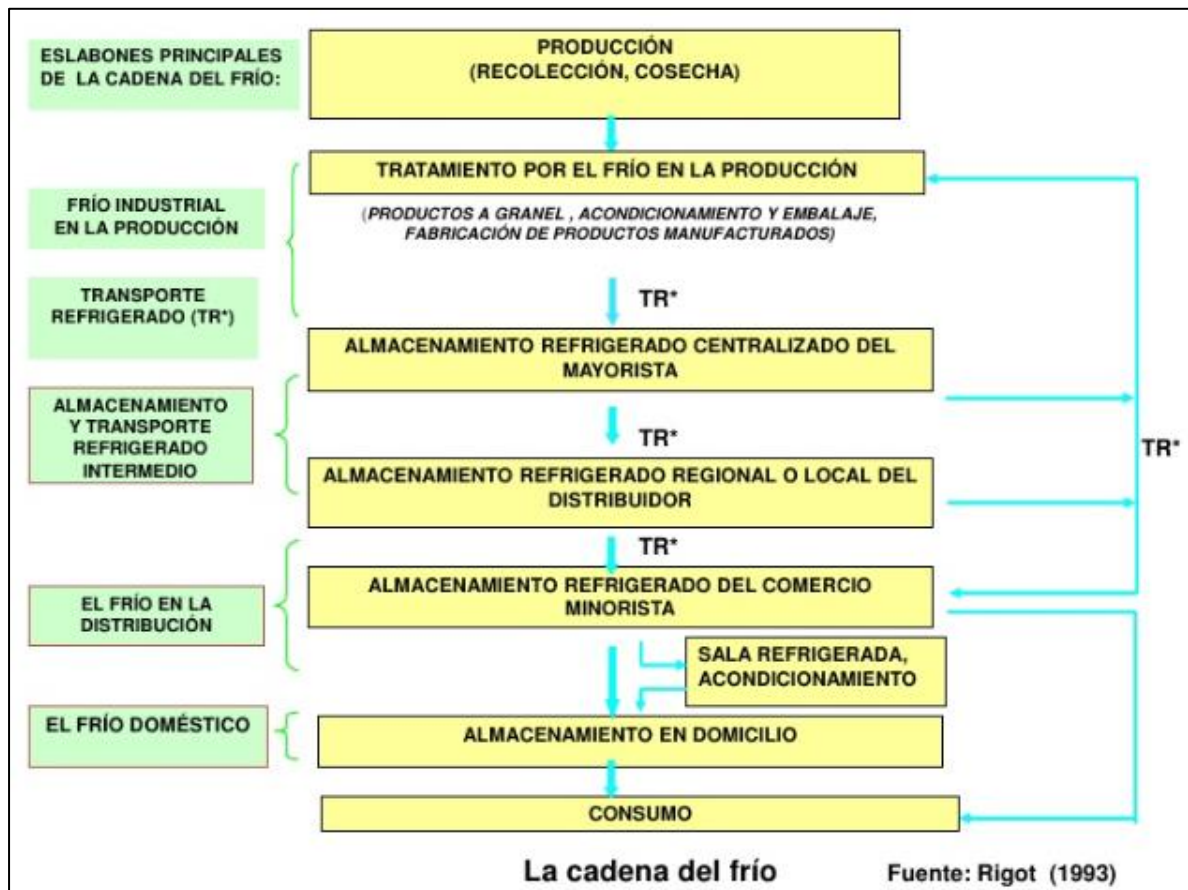 ESLABONES PRINCIPALES
DE LA CADENA DEL FRÍO:
PRODUCCIÓN
(RECOLECCIÓN, COSECHA)
TRATAMIENTO POR EL FRÍO EN LA PRODUCCIÓN
FRÍO INDUSTRIAL
EN LA PRODUCCIÓN
(PRODUCTOS A GRANEL , ACONDICIONAMIENTO Y EMBALAJE,
FABRICACIÓN DE PRODUCTOS MANUFACTURADOS)
TRANSPORTE
REFRIGERADO (TR*)
TR*
ALMACENAMIENTO REFRIGERADO CENTRALIZADO DEL
MAYORISTA
ALMACENAMIENTO
Y TRANSPORTE
REFRIGERADO
INTERMEDIO
TR*
TR*
ALMACENAMIENTO REFRIGERADO REGIONAL O LOCAL DEL
DISTRIBUIDOR
TR*
ALMACENAMIENTO REFRIGERADO DEL COMERCIO
MINORISTA
EL FRÍO EN LA
DISTRIBUCIÓN
SALA REFRIGERADA,
ACONDICIONAMIENTO
EL FRÍO DOMÉSTICO
ALMACENAMIENTO EN DOMICILIO
CONSUMO
La cadena del frío
Fuente: Rigot (1993)